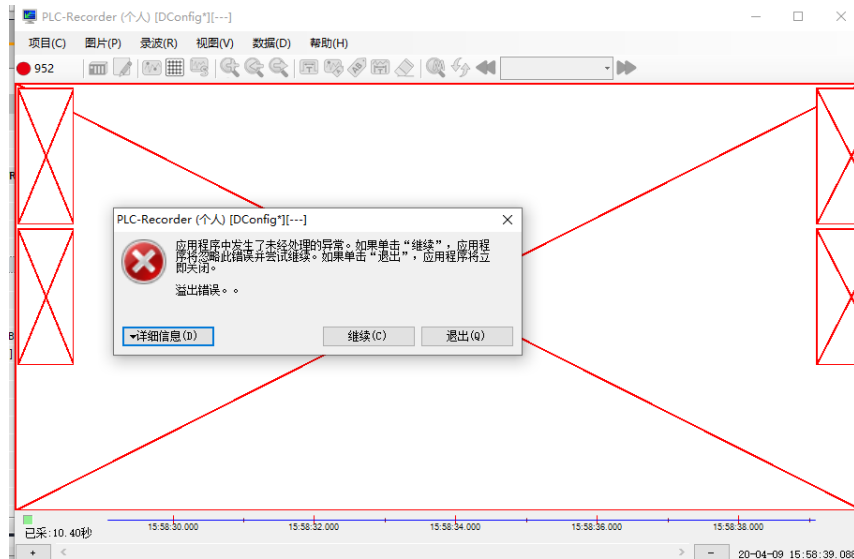 PLC-Recorder (个人) [DConfig*][---]
项目(C) 图片(P) 录波(R) 视图(V) 数据(D) 帮助(H)
952
PLC-Recorder (个人) [DConfig*][---]
应用程序中发生了未经处理的异常。如果单击“继续”，应用程
序将忽略此错误并尝试继续。如果单击“退出”，应用程序将立
即关闭。
溢出错误。。
详细信息(D) 继续(C) 退出(Q)
15:58:30.000 15:58:32.000 15:58:34.000 15:58:36.000 15:58:38.000
已采:10.40秒
20-04-09 15:58:39.088